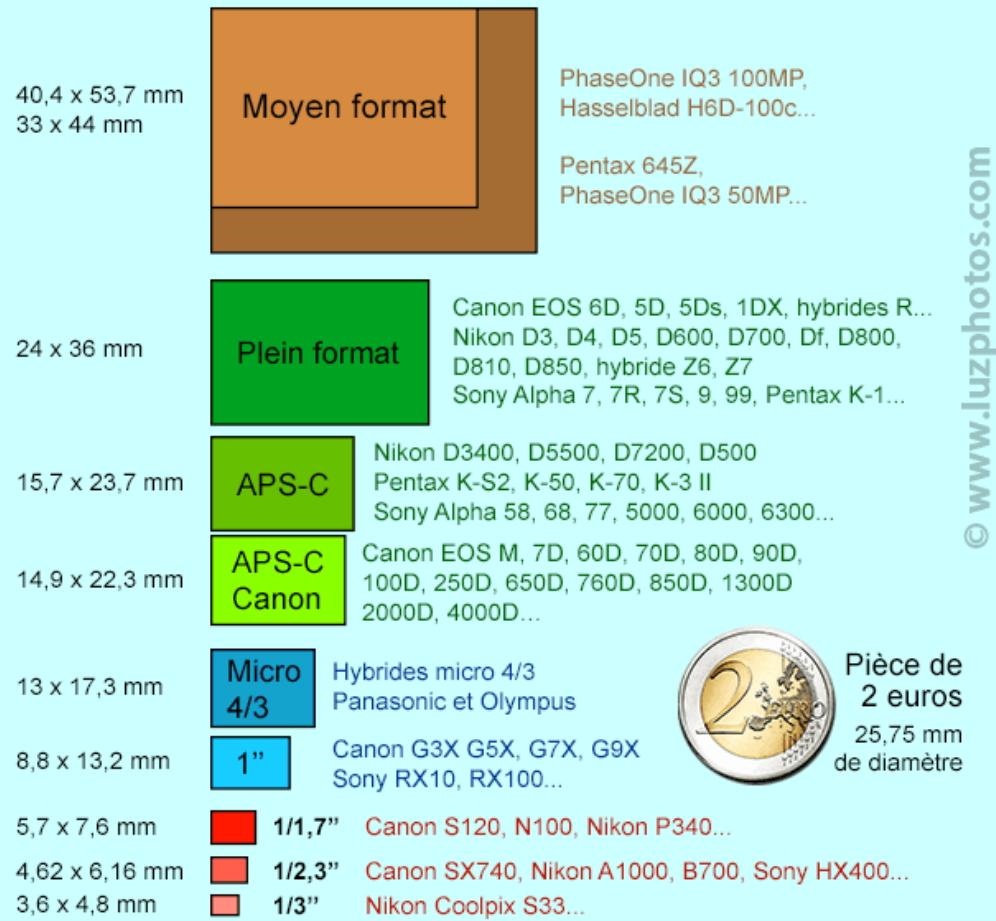 40,4 x 53,7 mm
33 x 44 mm
Moyen format
PhaseOne IQ3 100MP,
Hasselblad H6D-100c...
Pentax 645Z,
PhaseOne IQ3 50MP...
24 x 36 mm
Plein format
Canon EOS 6D, 5D, 5Ds, 1DX, hybrides R...
Nikon D3, D4, D5, D600, D700, Df, D800,
D810, D850, hybride Z6, Z7
Sony Alpha 7, 7R, 7S, 9, 99, Pentax K-1...
15,7 x 23,7 mm
APS-C
Nikon D3400, D5500, D7200, D500
Pentax K-S2, K-50, K-70, K-3 II
Sony Alpha 58, 68, 77, 5000, 6000, 6300...
14,9 x 22,3 mm
APS-C
Canon
Canon EOS M, 7D, 60D, 70D, 80D, 90D,
100D, 250D, 650D, 760D, 850D, 1300D
2000D, 4000D...
13 x 17,3 mm
Micro
4/3
Hybrides micro 4/3
Panasonic et Olympus
2 EURO
Pièce de
2 euros
25,75 mm
de diamètre
8,8 x 13,2 mm
1”
Canon G3X G5X, G7X, G9X
Sony RX10, RX100...
5,7 x 7,6 mm
1/1,7”
Canon S120, N100, Nikon P340...
4,62 x 6,16 mm
1/2,3”
Canon SX740, Nikon A1000, B700, Sony HX400...
3,6 x 4,8 mm
1/3”
Nikon Coolpix S33...
© www.luzphotos.com